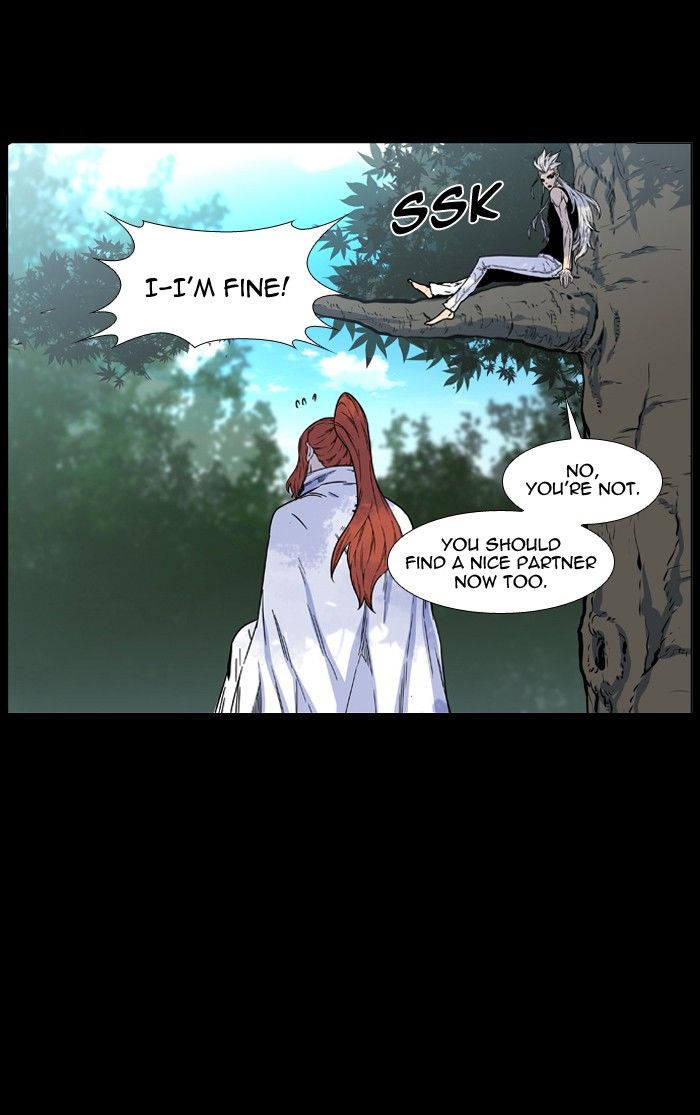 SSK
I-I'M FINE!
NO,
YOU'RE NOT.
YOU SHOULD
FIND A NICE PARTNER
NOW TOO.